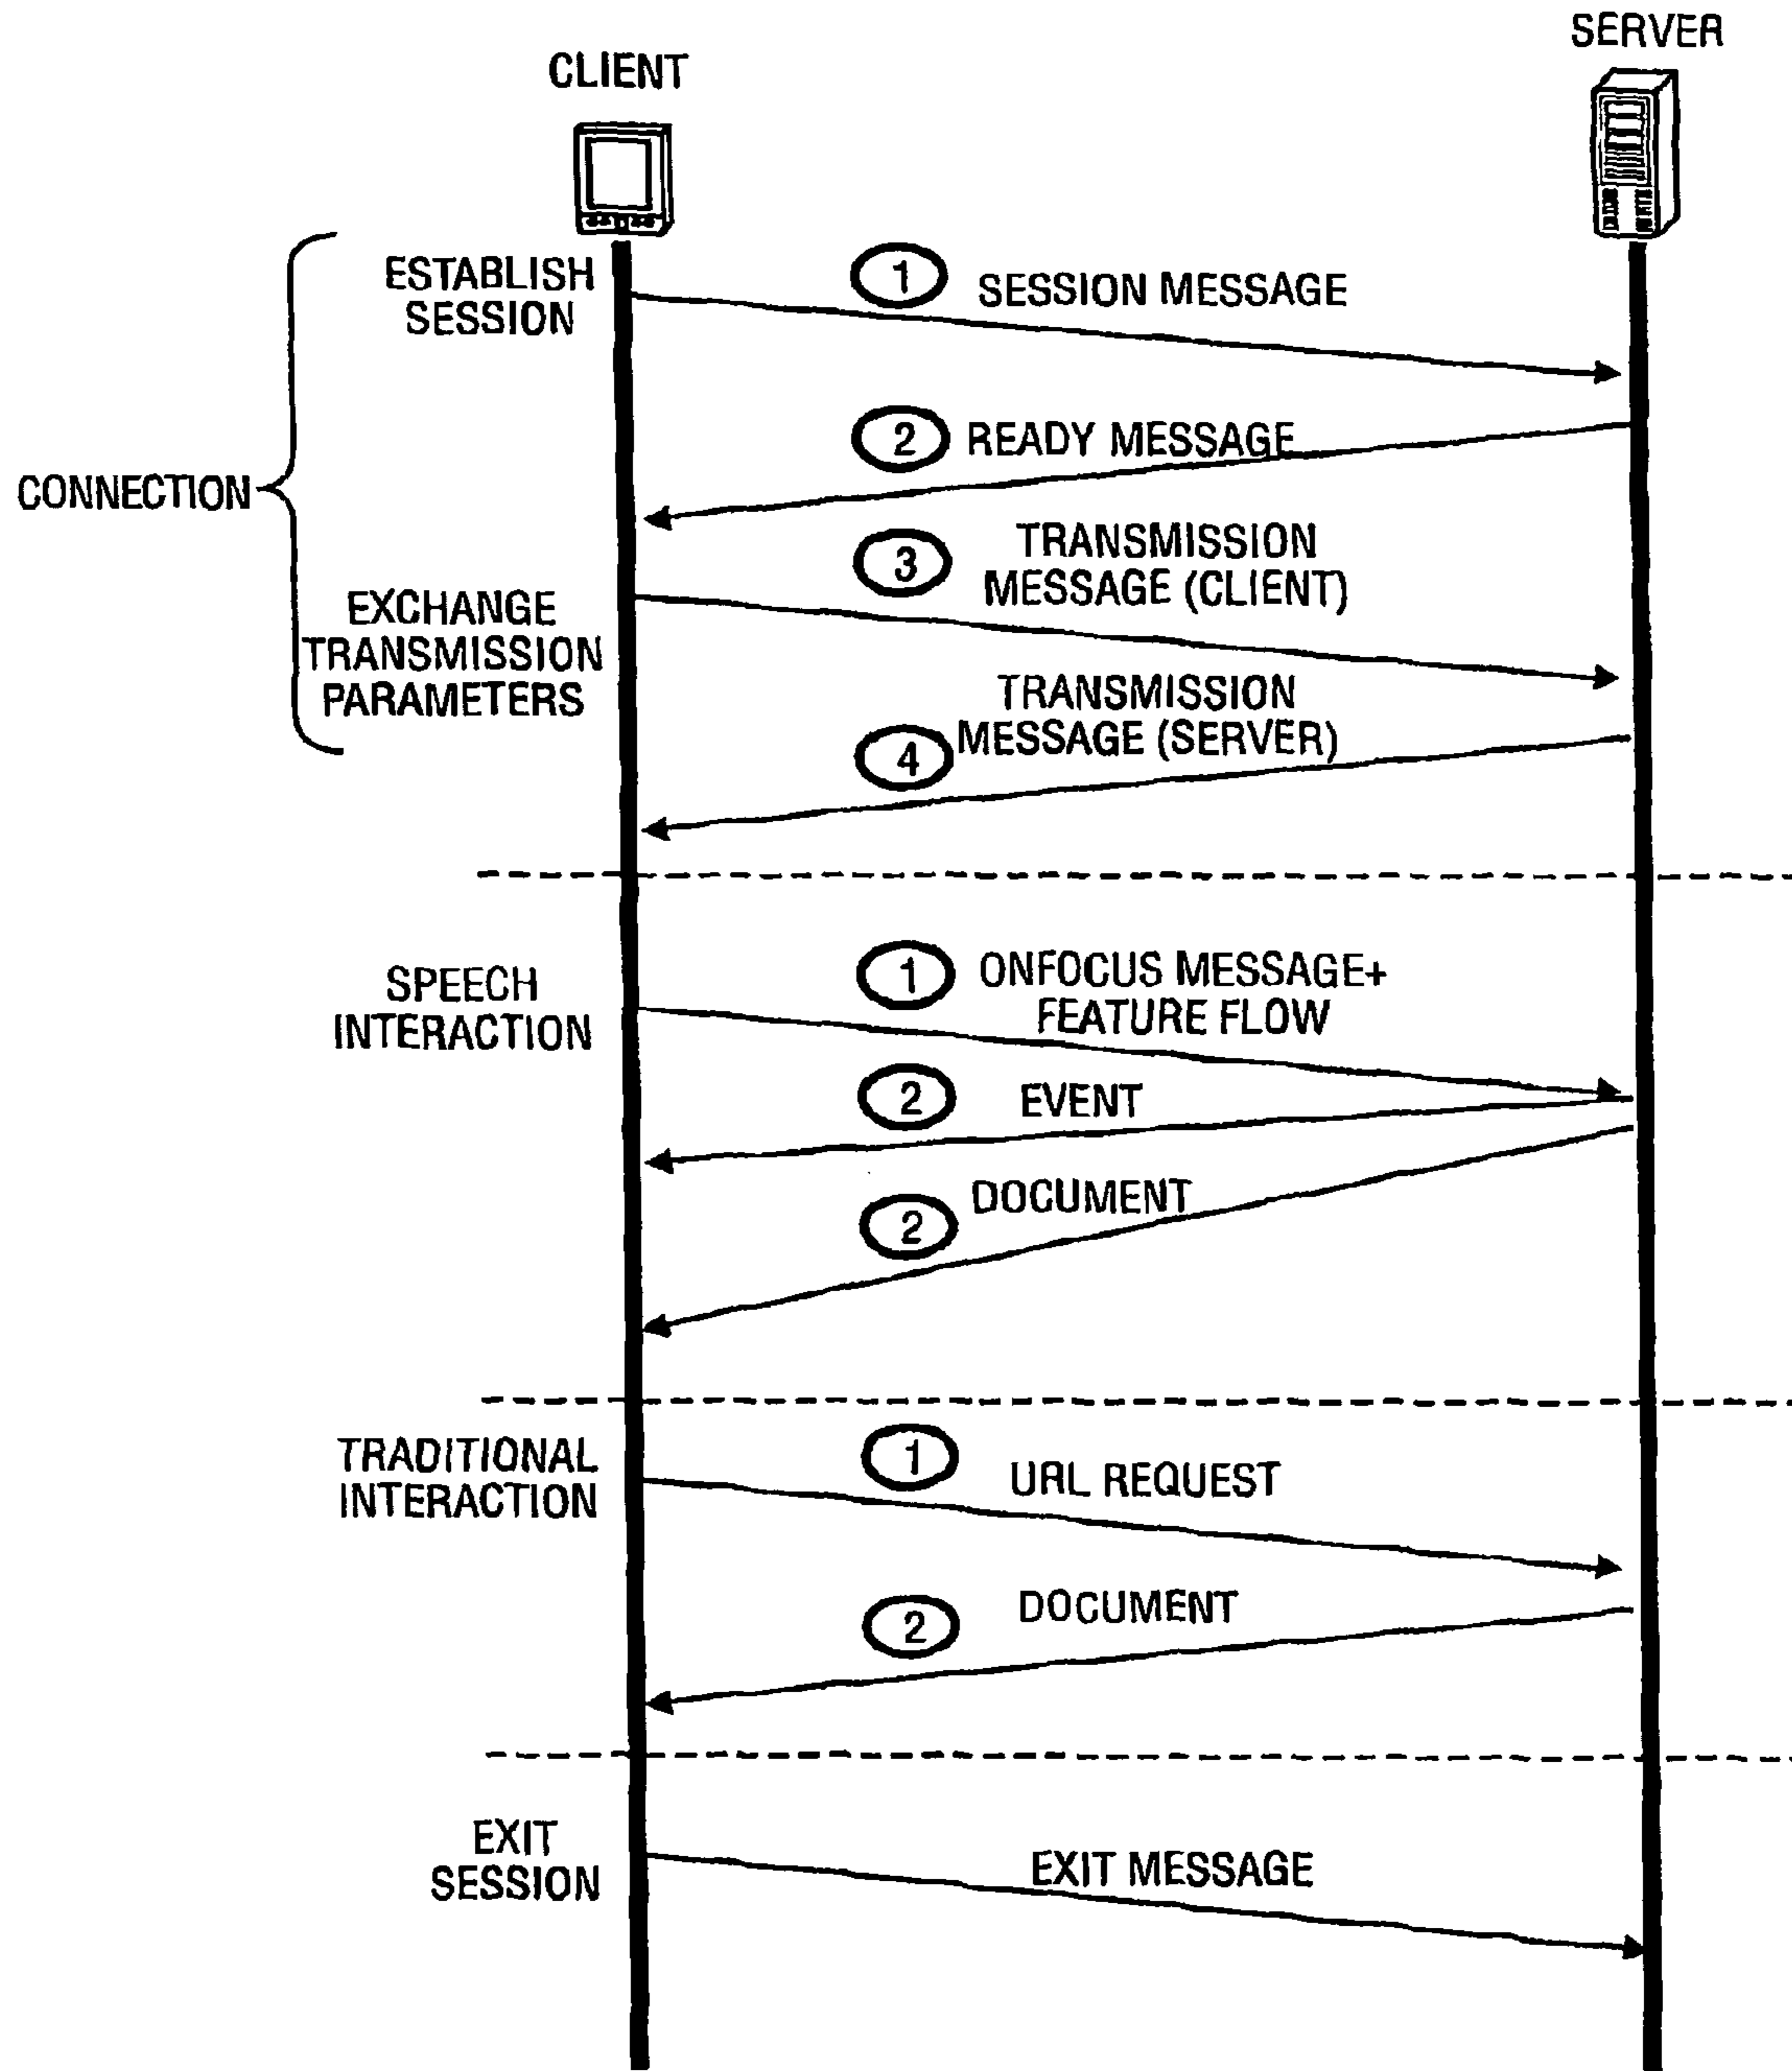 SERVER
CLIENT
ESTABLISH
SESSION
1
SESSION MESSAGE
2
READY MESSAGE
CONNECTION
3
TRANSMISSION
MESSAGE (CLIENT)
EXCHANGE
TRANSMISSION
PARAMETERS
TRANSMISSION
MESSAGE (SERVER)
4
SPEECH
INTERACTION
1
ONFOCUS MESSAGE+
FEATURE FLOW
2
EVENT
2
DOCUMENT
TRADITIONAL
INTERACTION
1
URL REQUEST
2
DOCUMENT
EXIT
SESSION
EXIT MESSAGE